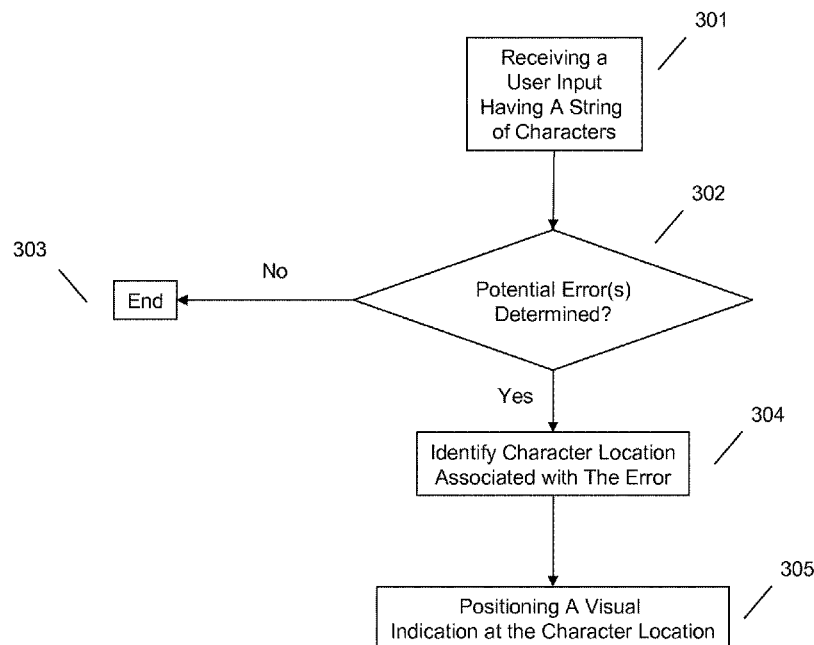 301
Receiving a
User Input
Having A String
of Characters
302
303
No
End
Potential Error(s)
Determined?
Yes
304
Identify Character Location
Associated with The Error
305
Positioning A Visual
Indication at the Character Location